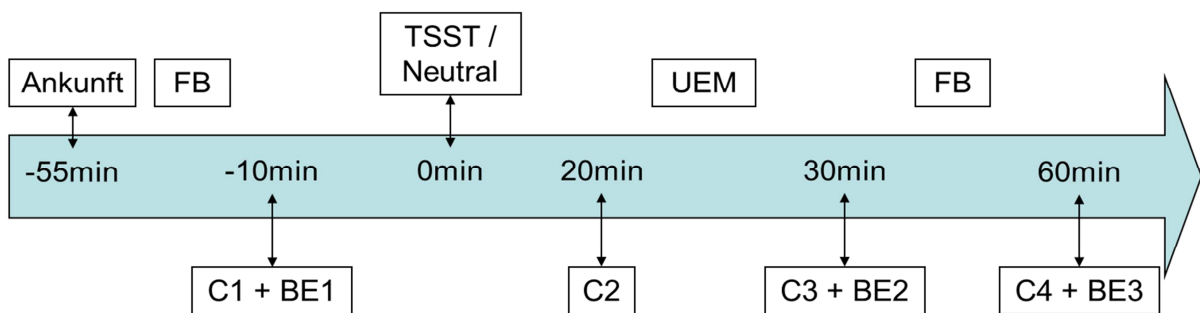 TSST /
Neutral
Ankunft
FB
UEM
FB
-55min
-10min
0min
20min
30min
60min
C1 + BE1
C2
C3 + BE2
C4 + BE3